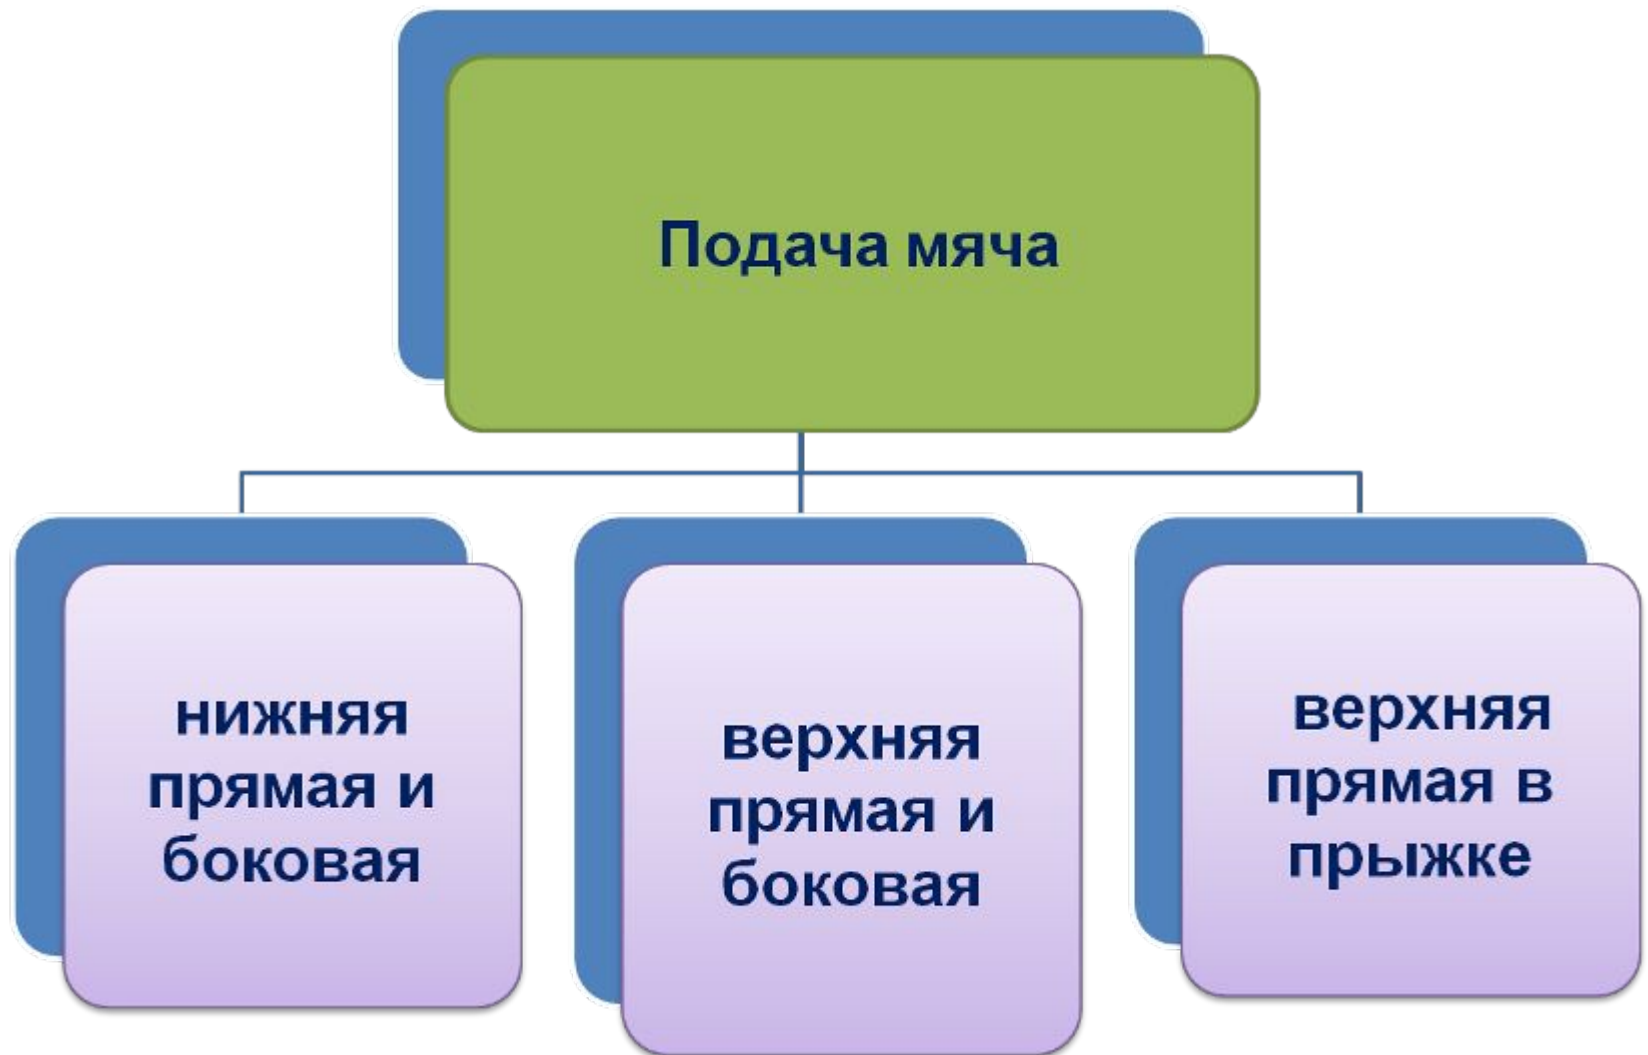 Подача мяча
нижняя
прямая и
боковая
верхняя
прямая и
боковая
верхняя
прямая в
прыжке